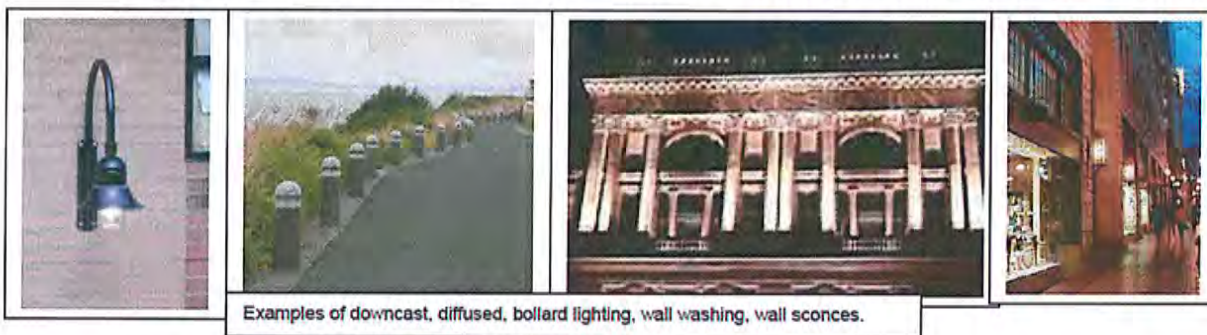 Examples of downcast, diffused, bollard lighting, wall washing, wall sconces.